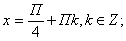 x = П/4 + Пk, k ∈ Z;